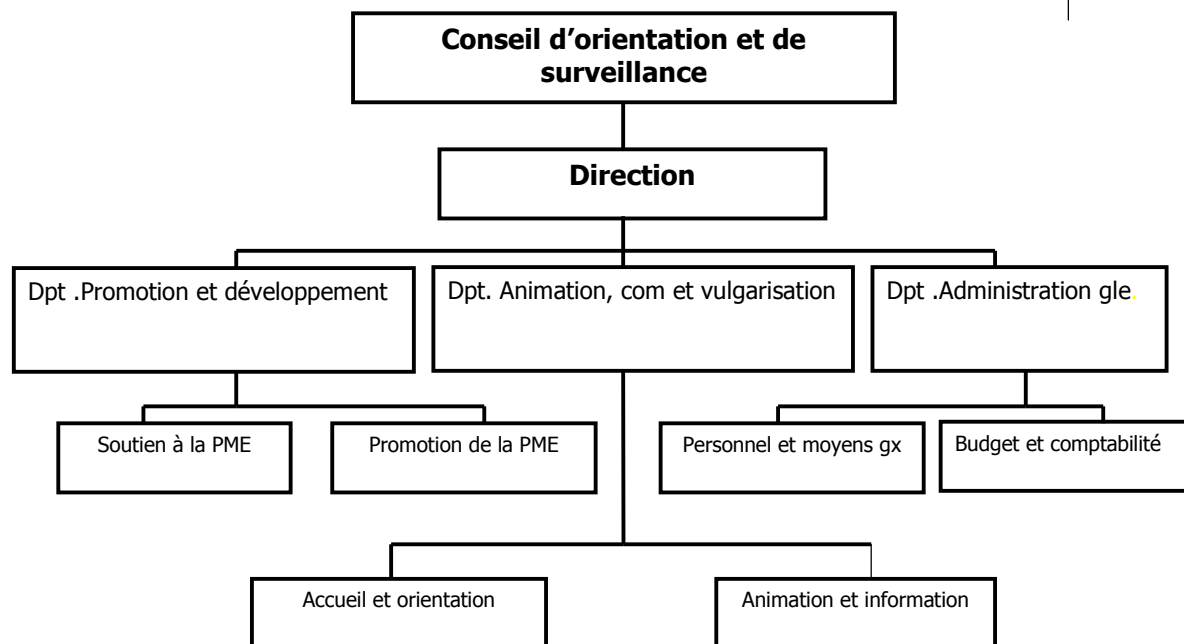 Conseil d’orientation et de
surveillance
Direction
Dpt .Promotion et développement
Dpt. Animation, com et vulgarisation
Dpt .Administration gle.
Soutien à la PME
Promotion de la PME
Personnel et moyens gx
Budget et comptabilité
Accueil et orientation
Animation et information